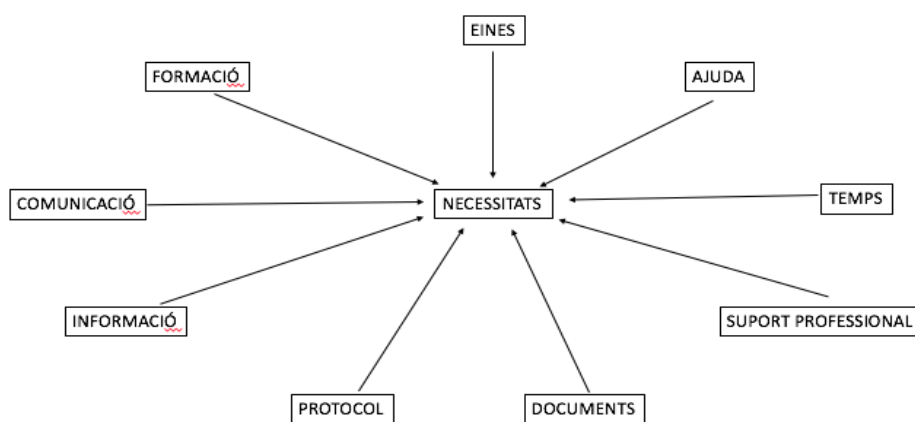 EINES
FORMACIÓ
AJUDA
COMUNICACIÓ
NECESSITATS
TEMPS
INFORMACIÓ
SUPORT PROFESSIONAL
PROTOCOL
DOCUMENTS